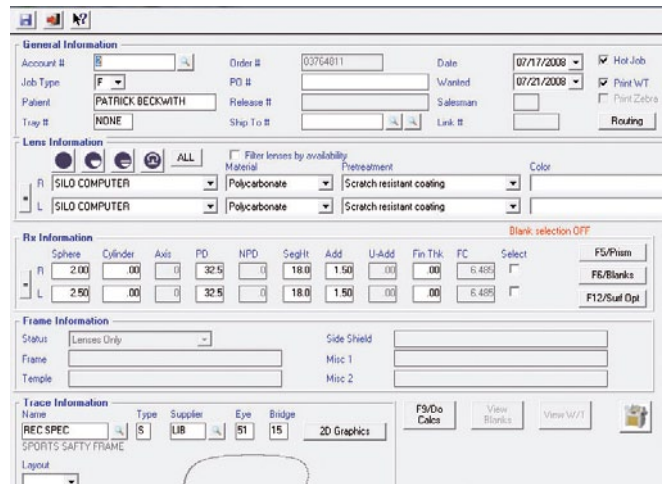 General Information
Account # Order # 03764811 Date 07/17/2008 Hot Job
Job Type F PO # Wanted 07/21/2008 Print WT
Patient PATRICK BECKWITH Release # Salesman Print Zebra
Tray # NONE Ship To # Link # Routing
Lens Information
ALL Filter lenses by availability
Material Pretreatment Color
R SILO COMPUTER Polycarbonate Scratch resistant coating
L SILO COMPUTER Polycarbonate Scratch resistant coating
Blank selection OFF
Rx Information
Sphere Cylinder Axis PD NPD SegHt Add U-Add Fin Thk FC Select F5/Prism
R 2.00 .00 0 32.5 0 18.0 1.50 .00 .00 6.485 F6/Blanks
L 2.50 .00 0 32.5 0 18.0 1.50 .00 .00 6.485 F12/Surf Opt
Frame Information
Status Lenses Only Side Shield
Frame Misc 1
Temple Misc 2
Trace Information
Name Type Supplier Eye Bridge F9/Do Calcs View Blanks View W/T
REC SPEC S LIB 51 15 2D Graphics
SPORTS SAFTY FRAME
Layout